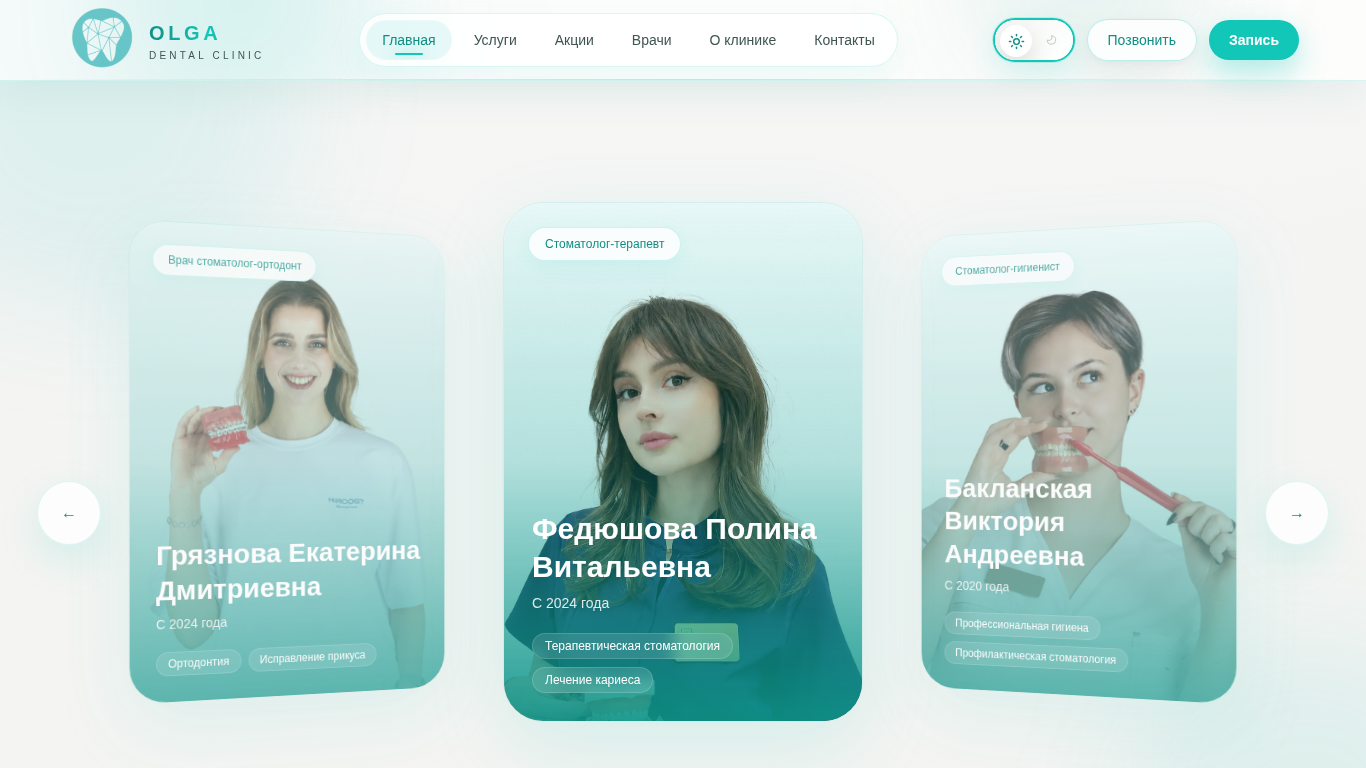 OLGA
DENTAL CLINIC
Главная
Услуги
Акции
Врачи
О клинике
Контакты
Позвонить
Запись
Врач стоматолог-ортодонт
Грязнова Екатерина
Дмитриевна
С 2024 года
Ортодонтия
Исправление прикуса
Стоматолог-терапевт
Федюшова Полина
Витальевна
С 2024 года
Терапевтическая стоматология
Лечение кариеса
Стоматолог-гигиенист
Бакланская
Виктория
Андреевна
С 2020 года
Профессиональная гигиена
Профилактическая стоматология
←
→